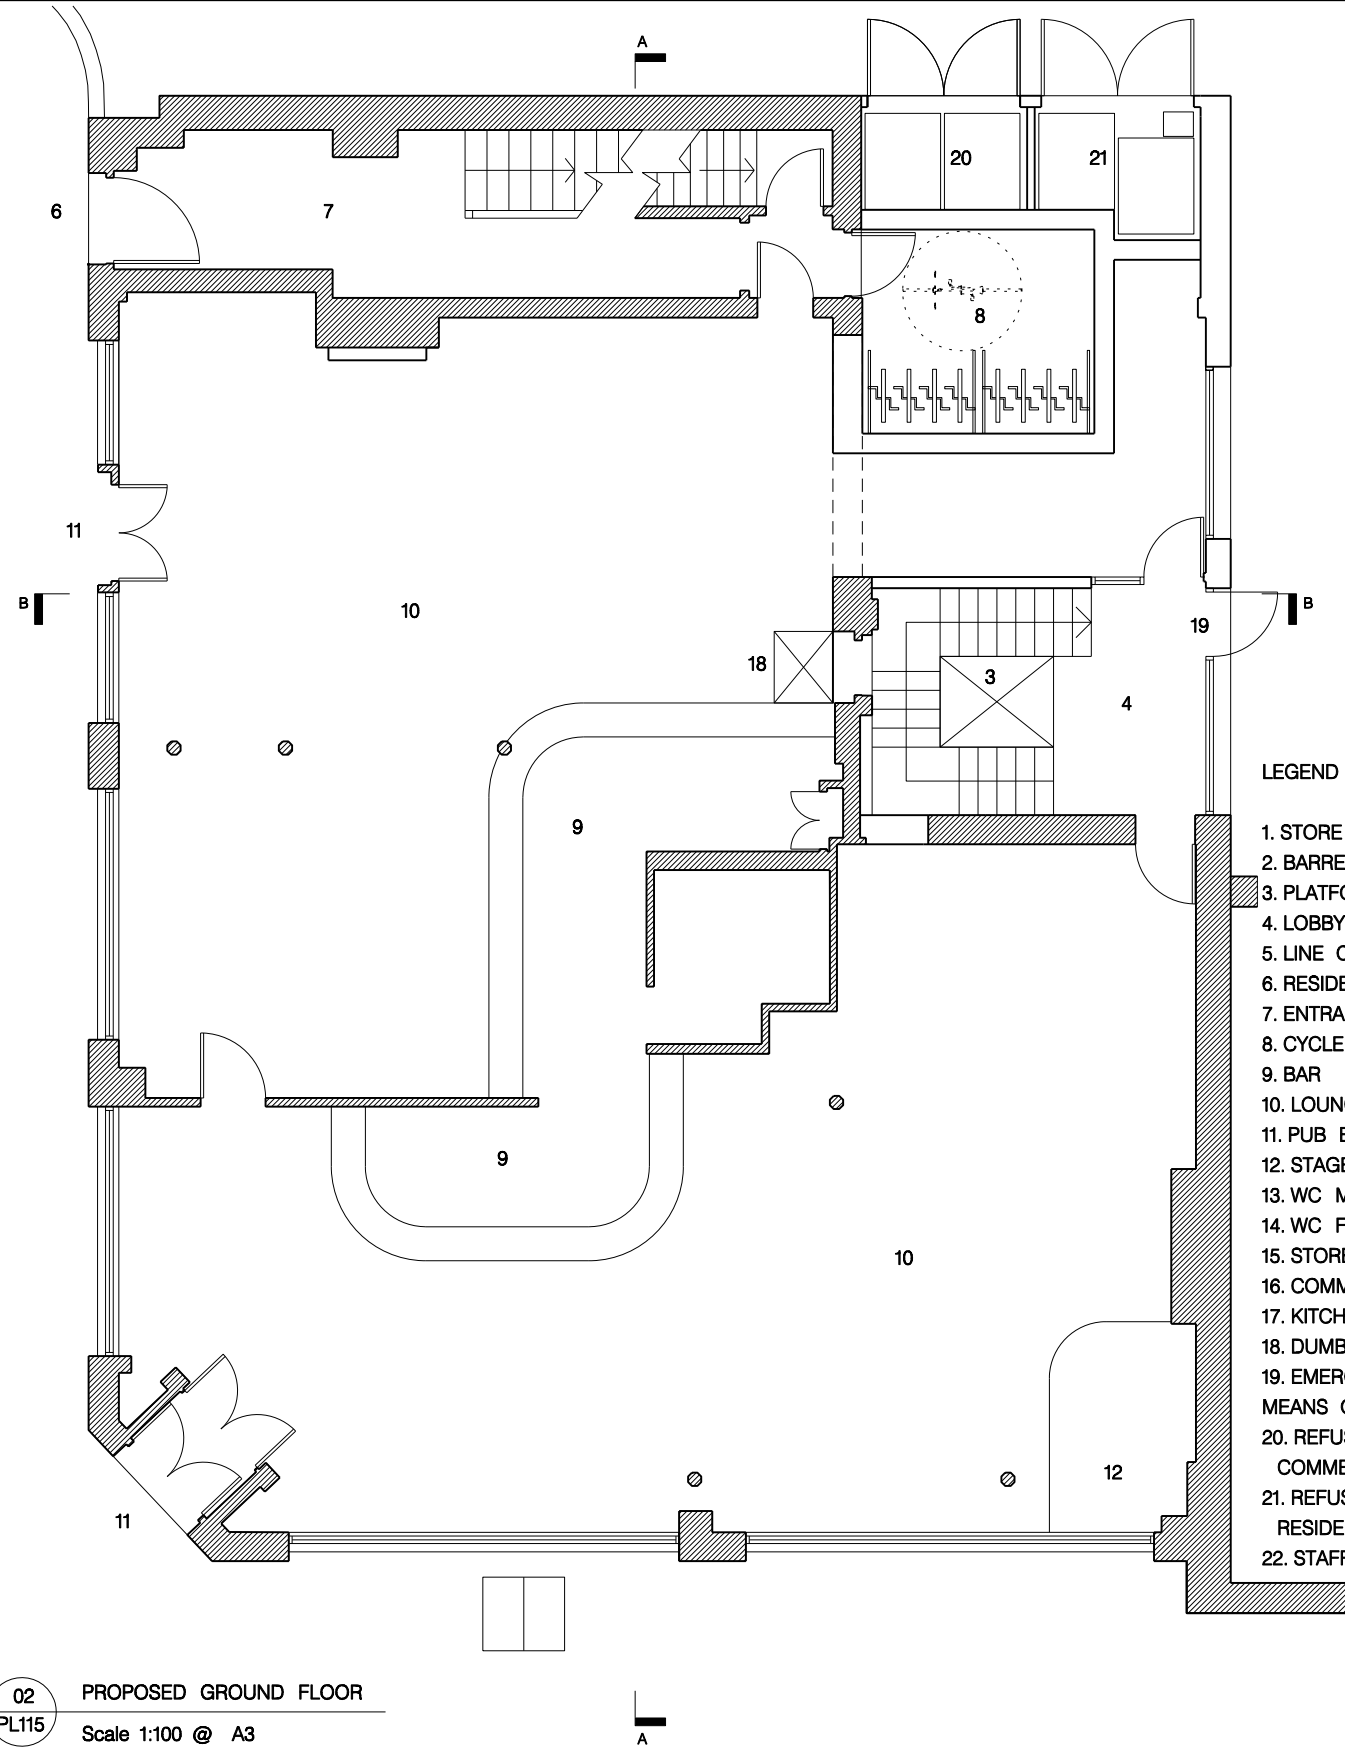 A
20
21
6
7
8
11
B
10
18
3
4
19
B
9
LEGEND
1. STORE
2. BARRE
3. PLATFO
4. LOBBY
5. LINE C
6. RESIDE
7. ENTRA
8. CYCLE
9. BAR
10. LOUN
11. PUB E
12. STAGE
13. WC M
14. WC F
15. STORE
16. COMM
17. KITCH
18. DUMB
19. EMER
MEANS O
20. REFUS
COMME
21. REFUS
RESIDE
22. STAFF
9
10
12
11
02
PL115
PROPOSED GROUND FLOOR
Scale 1:100 @ A3
A